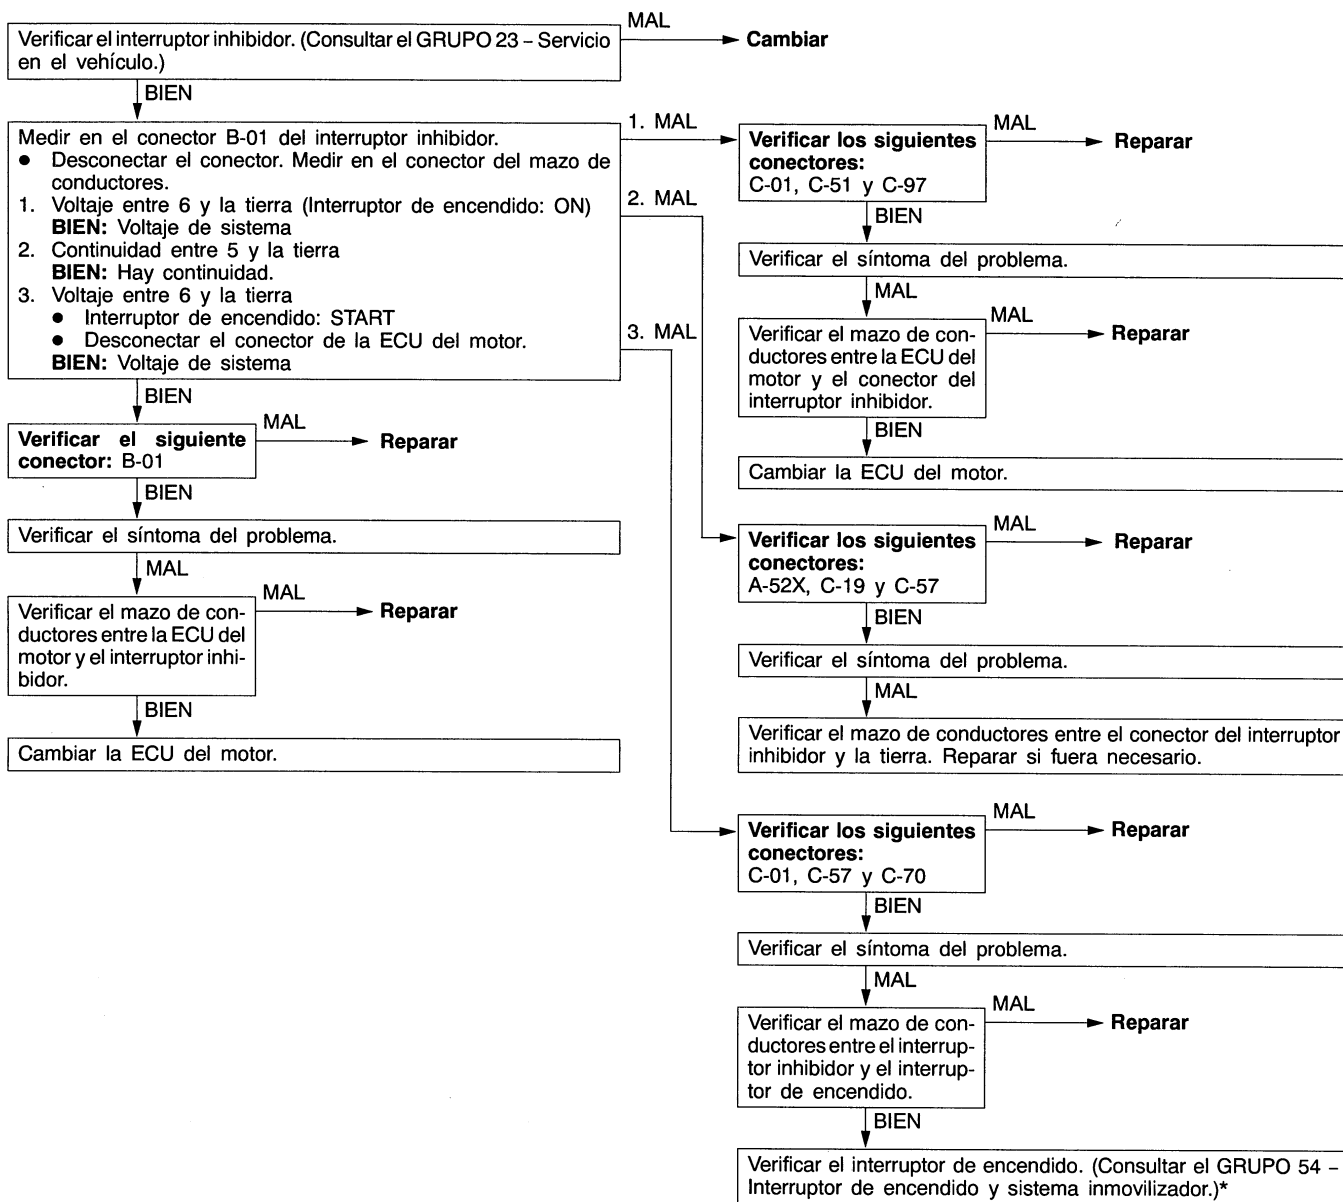 Verificar el interruptor inhibidor. (Consultar el GRUPO 23 – Servicio
en el vehículo.)
MAL
Cambiar
BIEN
Medir en el conector B-01 del interruptor inhibidor.
● Desconectar el conector. Medir en el conector del mazo de
conductores.
1. Voltaje entre 6 y la tierra (Interruptor de encendido: ON)
BIEN: Voltaje de sistema
2. Continuidad entre 5 y la tierra
BIEN: Hay continuidad.
3. Voltaje entre 6 y la tierra
● Interruptor de encendido: START
● Desconectar el conector de la ECU del motor.
BIEN: Voltaje de sistema
BIEN
Verificar el siguiente
conector: B-01
MAL
Reparar
BIEN
Verificar el síntoma del problema.
MAL
Verificar el mazo de con-
ductores entre la ECU del
motor y el interruptor inhi-
bidor.
MAL
Reparar
BIEN
Cambiar la ECU del motor.
1. MAL
Verificar los siguientes
conectores:
C-01, C-51 y C-97
MAL
Reparar
BIEN
Verificar el síntoma del problema.
MAL
Verificar el mazo de con-
ductores entre la ECU del
motor y el conector del
interruptor inhibidor.
MAL
Reparar
BIEN
Cambiar la ECU del motor.
2. MAL
Verificar los siguientes
conectores:
A-52X, C-19 y C-57
MAL
Reparar
BIEN
Verificar el síntoma del problema.
MAL
Verificar el mazo de conductores entre el conector del interruptor
inhibidor y la tierra. Reparar si fuera necesario.
3. MAL
Verificar los siguientes
conectores:
C-01, C-57 y C-70
MAL
Reparar
BIEN
Verificar el síntoma del problema.
MAL
Verificar el mazo de con-
ductores entre el interrup-
tor inhibidor y el interrup-
tor de encendido.
MAL
Reparar
BIEN
Verificar el interruptor de encendido. (Consultar el GRUPO 54 –
Interruptor de encendido y sistema inmovilizador.)*